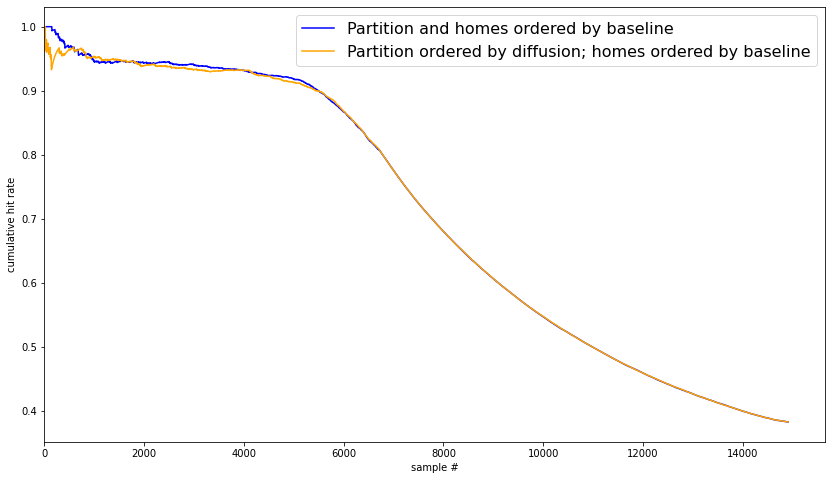 Partition and homes ordered by baseline
Partition ordered by diffusion; homes ordered by baseline
cumulative hit rate
1.0
0.9
0.8
0.7
0.6
0.5
0.4
0 2000 4000 6000 8000 10000 12000 14000
sample #